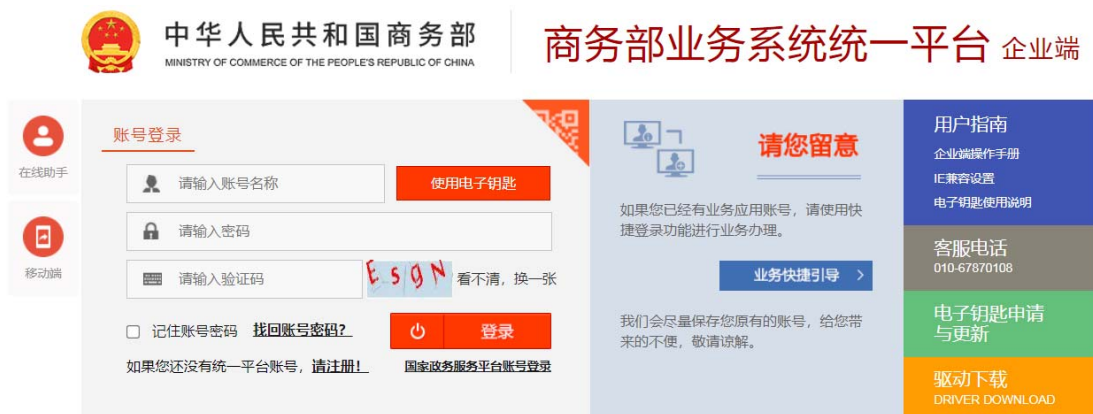 中华人民共和国商务部
MINISTRY OF COMMERCE OF THE PEOPLE'S REPUBLIC OF CHINA
商务部业务系统统一平台 企业端
在线助手
移动端
账号登录
请输入账号名称
使用电子钥匙
请输入密码
请输入验证码
EsgN
看不清，换一张
记住账号密码 找回账号密码？
登录
如果您还没有统一平台账号，请注册！
国家政务服务平台账号登录
请您留意
如果您已经有业务应用账号，请使用快
捷登录功能进行业务办理。
业务快捷引导 >
我们会尽量保存您原有的账号，给您带
来的不便，敬请谅解。
用户指南
企业端操作手册
IE兼容设置
电子钥匙使用说明
客服电话
010-67870108
电子钥匙申请
与更新
驱动下载
DRIVER DOWNLOAD